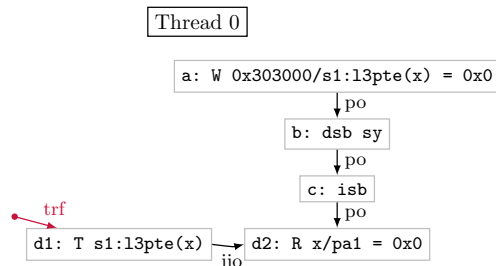 Thread 0
a: W 0x303000/s1:l3pte(x) = 0x0
po
b: dsb sy
po
c: isb
po
trf
d1: T s1:l3pte(x)
iio
d2: R x/pa1 = 0x0